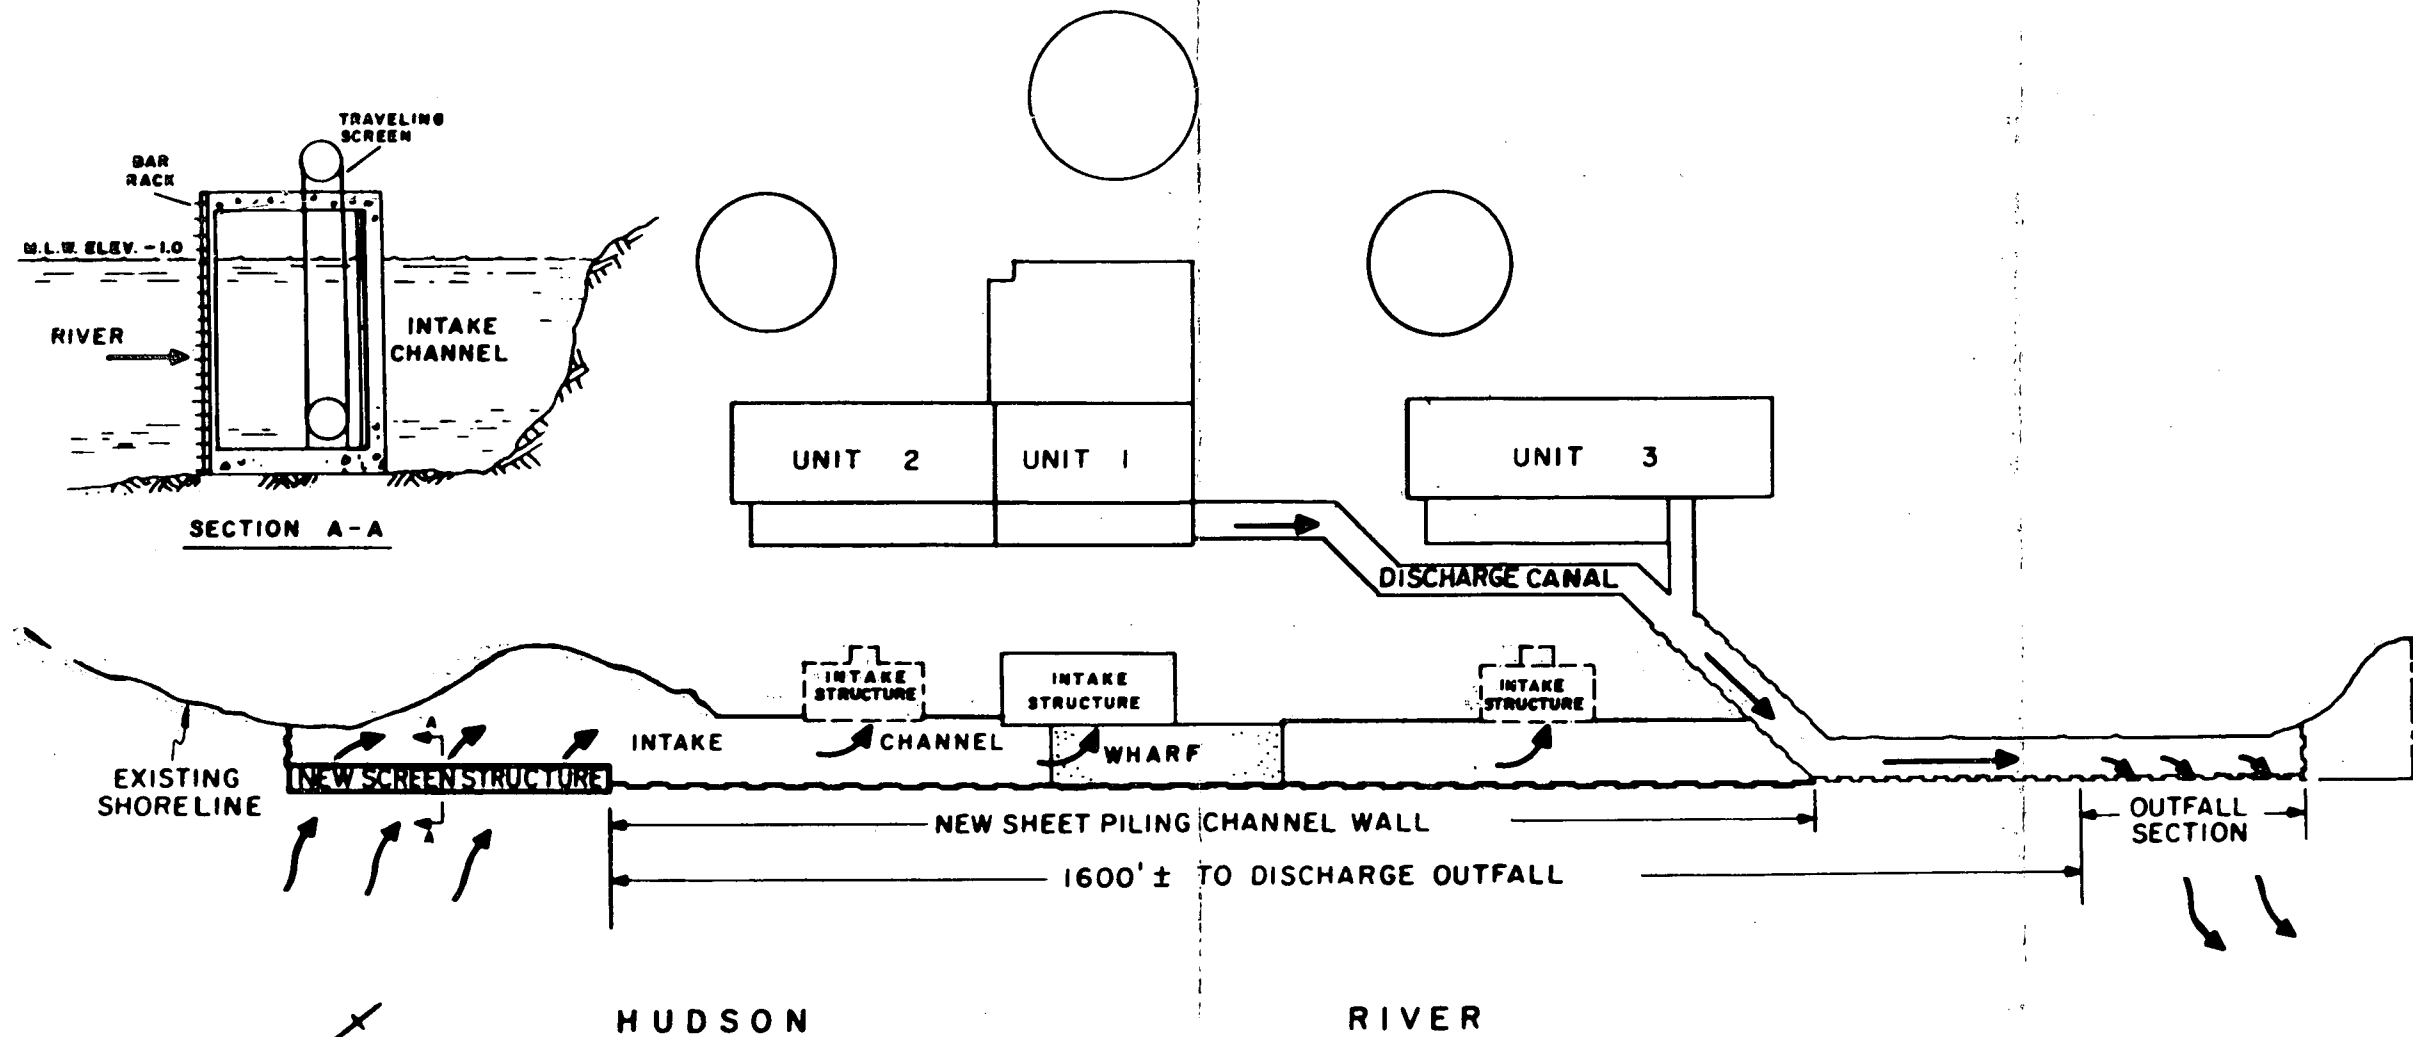 TRAVELING
SCREEN
BAR
RACK
M.L.W. ELEV. -1.0
RIVER
INTAKE
CHANNEL
SECTION A-A
UNIT 2
UNIT 1
UNIT 3
DISCHARGE CANAL
INTAKE
STRUCTURE
INTAKE
STRUCTURE
INTAKE
STRUCTURE
A
INTAKE CHANNEL
WHARF
NEW SCREEN STRUCTURE
EXISTING
SHORELINE
A
NEW SHEET PILING CHANNEL WALL
OUTFALL
SECTION
1600'± TO DISCHARGE OUTFALL
HUDSON RIVER